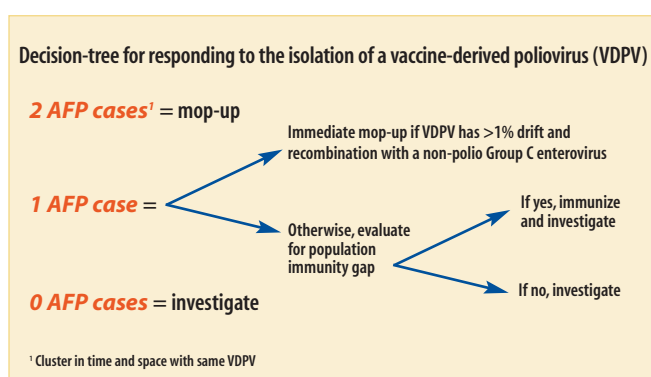 Decision-tree for responding to the isolation of a vaccine-derived poliovirus (VDPV)
2 AFP cases¹ = mop-up
Immediate mop-up if VDPV has >1% drift and
recombination with a non-polio Group C enterovirus
1 AFP case =
If yes, immunize
and investigate
Otherwise, evaluate
for population
immunity gap
If no, investigate
0 AFP cases = investigate
¹ Cluster in time and space with same VDPV